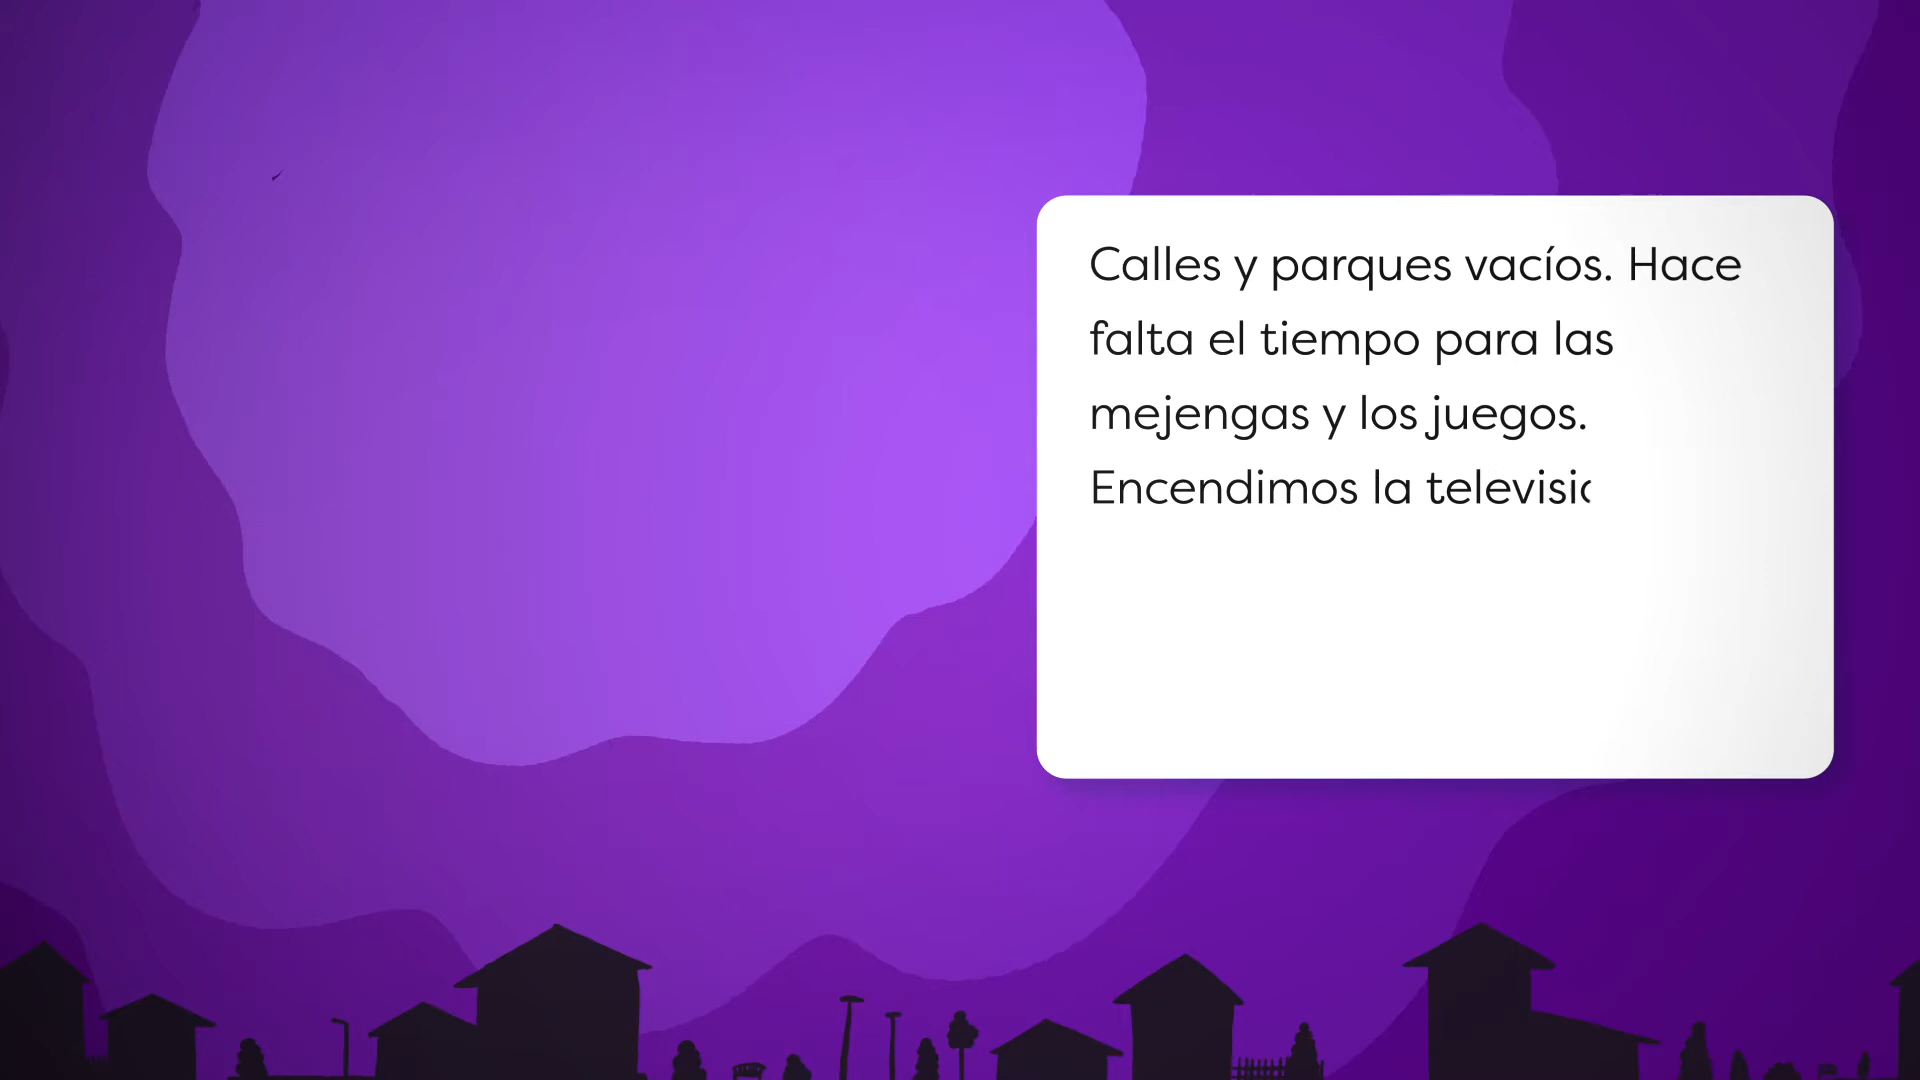 Calles y parques vacíos. Hace
falta el tiempo para las
mejengas y los juegos.
Encendimos la